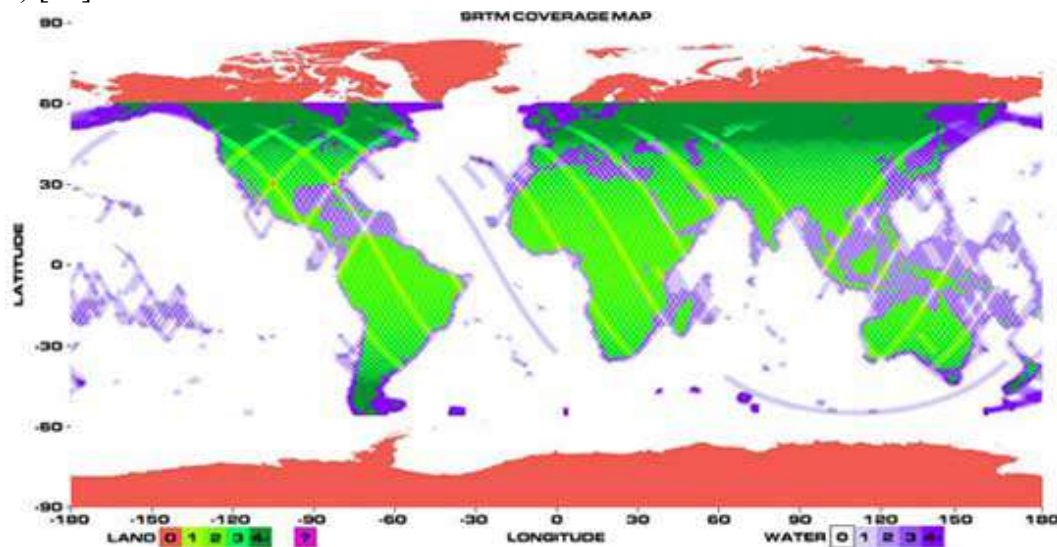 SRTM COVERAGE MAP
90
60
30
0
-30
-60
-90
LATITUDE
-180 -150 -120 -90 -60 -30 0 30 60 90 120 150 180
LAND 0 1 2 3 4 ? LONGITUDE WATER 0 1 2 3 4